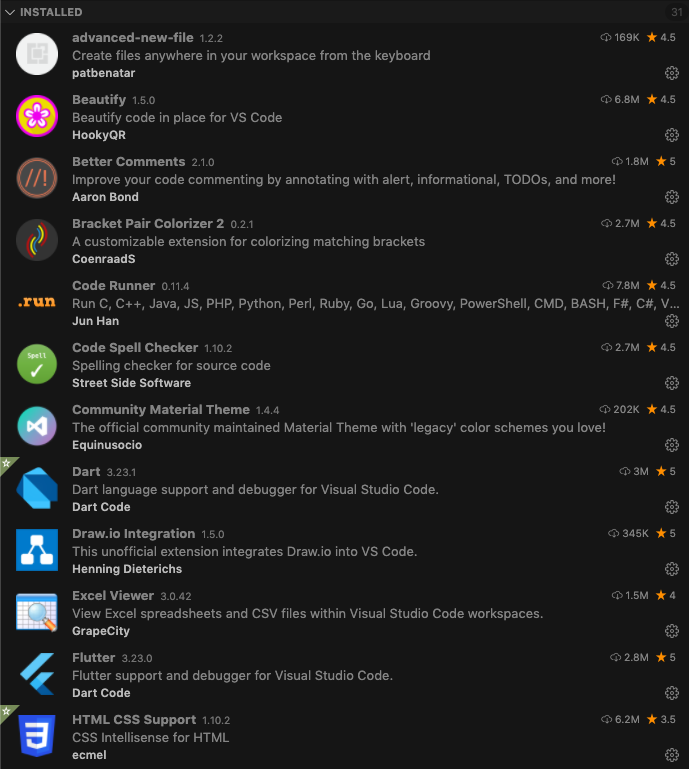 INSTALLED 31
advanced-new-file 1.2.2 169K 4.5
Create files anywhere in your workspace from the keyboard
patbenatar
Beautify 1.5.0 6.8M 4.5
Beautify code in place for VS Code
HookyQR
Better Comments 2.1.0 1.8M 5
//!
Improve your code commenting by annotating with alert, informational, TODOs, and more!
Aaron Bond
Bracket Pair Colorizer 2 0.2.1 2.7M 4.5
A customizable extension for colorizing matching brackets
CoenraadS
Code Runner 0.11.4 7.8M 4.5
.run
Run C, C++, Java, JS, PHP, Python, Perl, Ruby, Go, Lua, Groovy, PowerShell, CMD, BASH, F#, C#, V...
Jun Han
Code Spell Checker 1.10.2 2.7M 4.5
Spell
Spelling checker for source code
Street Side Software
Community Material Theme 1.4.4 202K 4.5
The official community maintained Material Theme with 'legacy' color schemes you love!
Equinusocio
Dart 3.23.1 3M 5
Dart language support and debugger for Visual Studio Code.
Dart Code
Draw.io Integration 1.5.0 345K 5
This unofficial extension integrates Draw.io into VS Code.
Henning Dieterichs
Excel Viewer 3.0.42 1.5M 4
View Excel spreadsheets and CSV files within Visual Studio Code workspaces.
GrapeCity
Flutter 3.23.0 2.8M 5
Flutter support and debugger for Visual Studio Code.
Dart Code
HTML CSS Support 1.10.2 6.2M 3.5
3
CSS Intellisense for HTML
ecmel